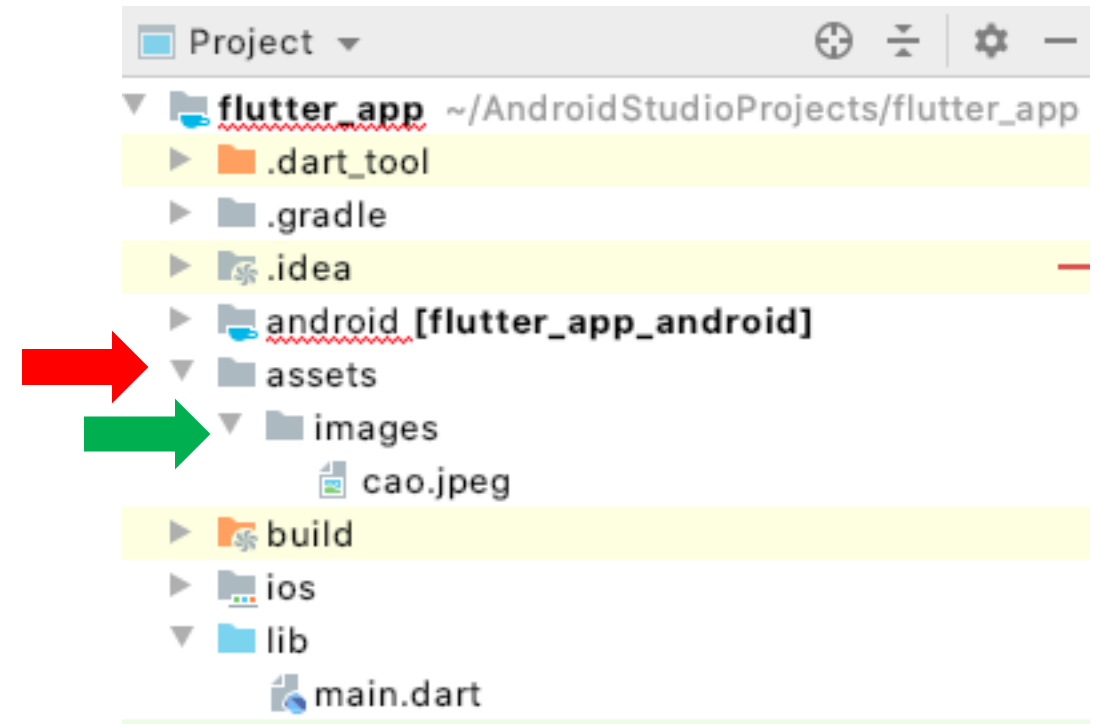 Project
flutter_app ~/AndroidStudioProjects/flutter_app
.dart_tool
.gradle
.idea
android [flutter_app_android]
assets
images
cao.jpeg
build
ios
lib
main.dart